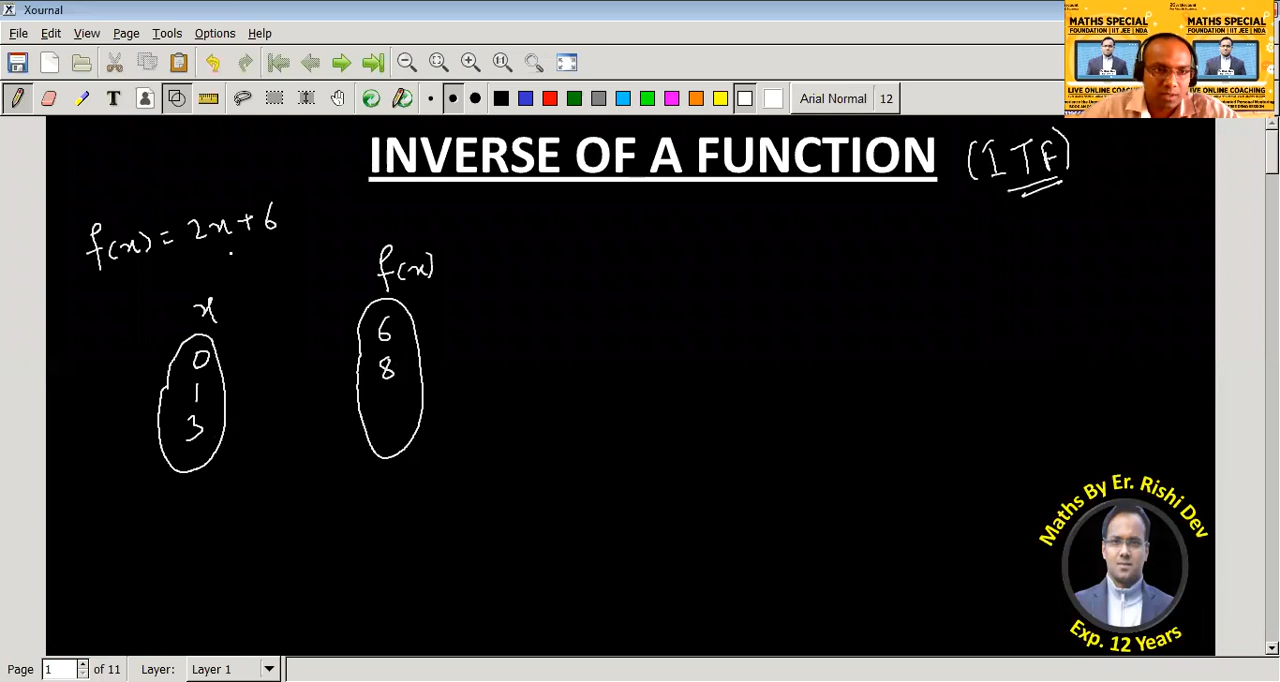 Xournal
File Edit View Page Tools Options Help
Arial Normal 12
MATHS SPECIAL
FOUNDATION | IIT JEE | NDA
LIVE ONLINE COACHING
MATHS SPECIAL
FOUNDATION | IIT JEE | NDA
LIVE ONLINE COACHING
INVERSE OF A FUNCTION (ITF)
f(x) = 2x + 6
x
0
1
3
f(x)
6
8
Maths By Er. Rishi Dev
Exp. 12 Years
Page 1 of 11 Layer: Layer 1